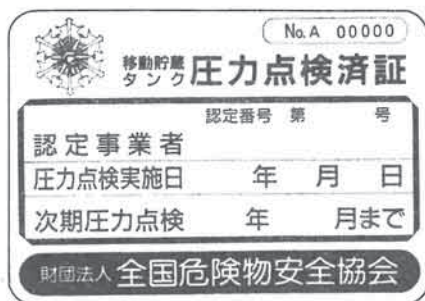 No.A 00000
移動貯蔵タンク 圧力点検済証
認定番号 第 号
認定事業者
圧力点検実施日 年 月 日
次期圧力点検 年 月まで
財団法人 全国危険物安全協会